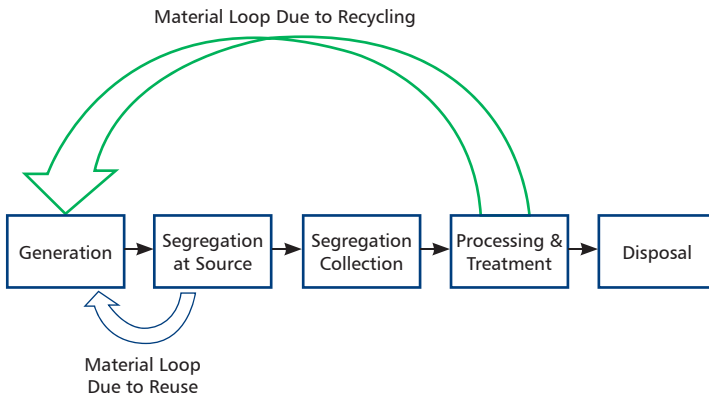 Material Loop Due to Recycling
Generation
Segregation
at Source
Segregation
Collection
Processing &
Treatment
Disposal
Material Loop
Due to Reuse